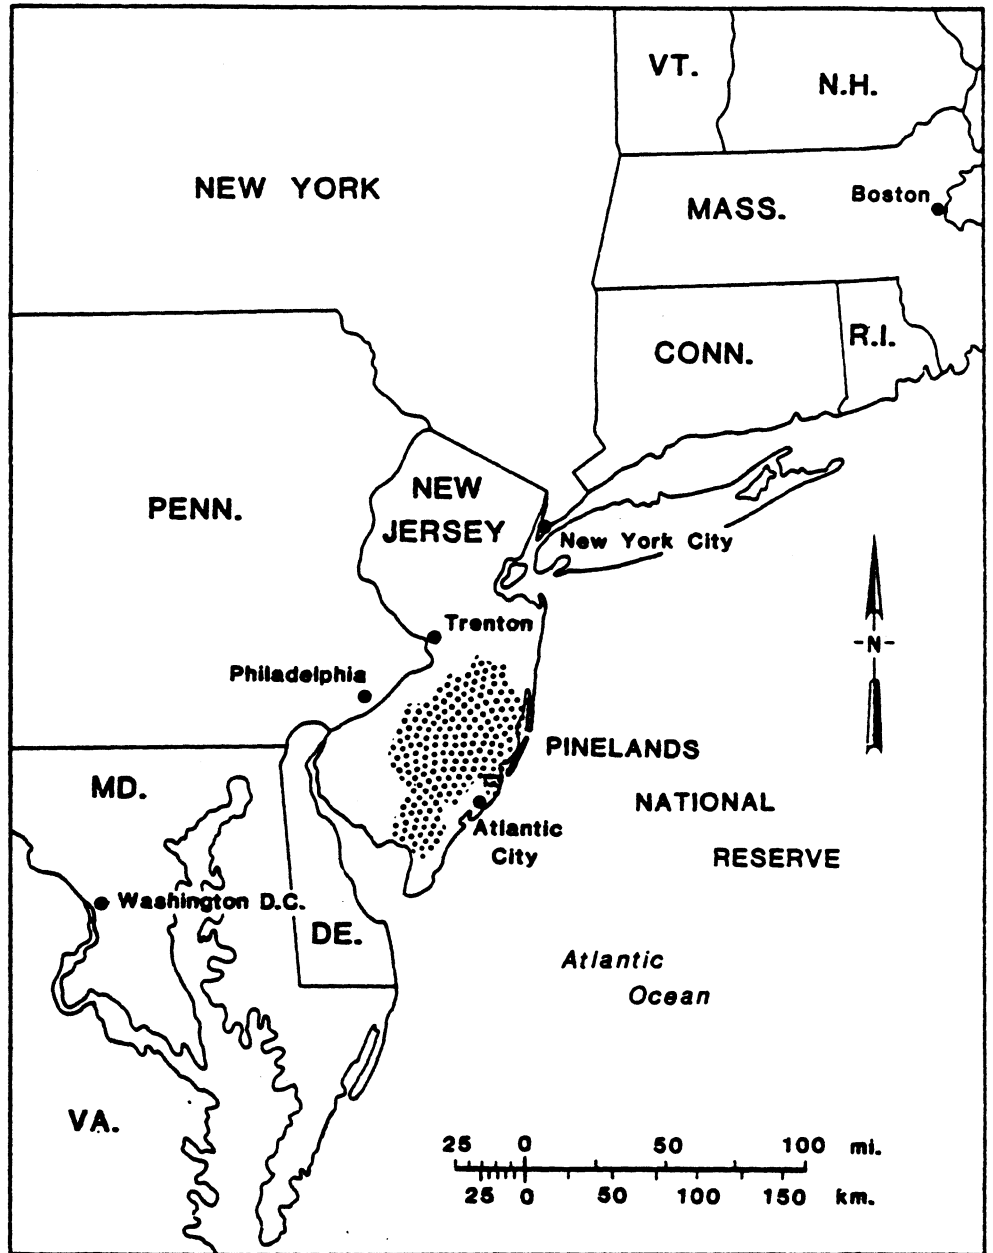 VT.
N.H.
NEW YORK
MASS.
Boston
CONN.
R.I.
PENN.
NEW
JERSEY
New York City
Trenton
-N-
Philadelphia
PINELANDS
MD.
NATIONAL
Atlantic
City
RESERVE
Washington D.C.
DE.
Atlantic
Ocean
VA.
25 0 50 100 mi.
25 0 50 100 150 km.